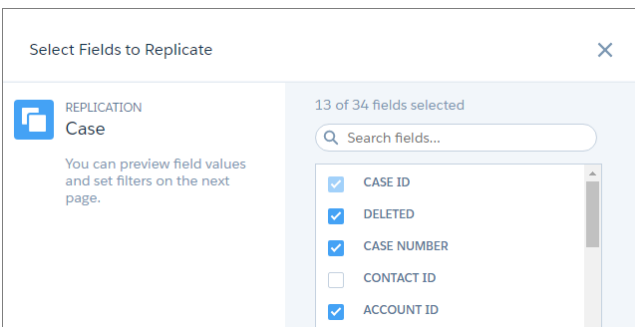 Select Fields to Replicate
REPLICATION
Case
You can preview field values
and set filters on the next
page.
13 of 34 fields selected
Search fields...
CASE ID
DELETED
CASE NUMBER
CONTACT ID
ACCOUNT ID